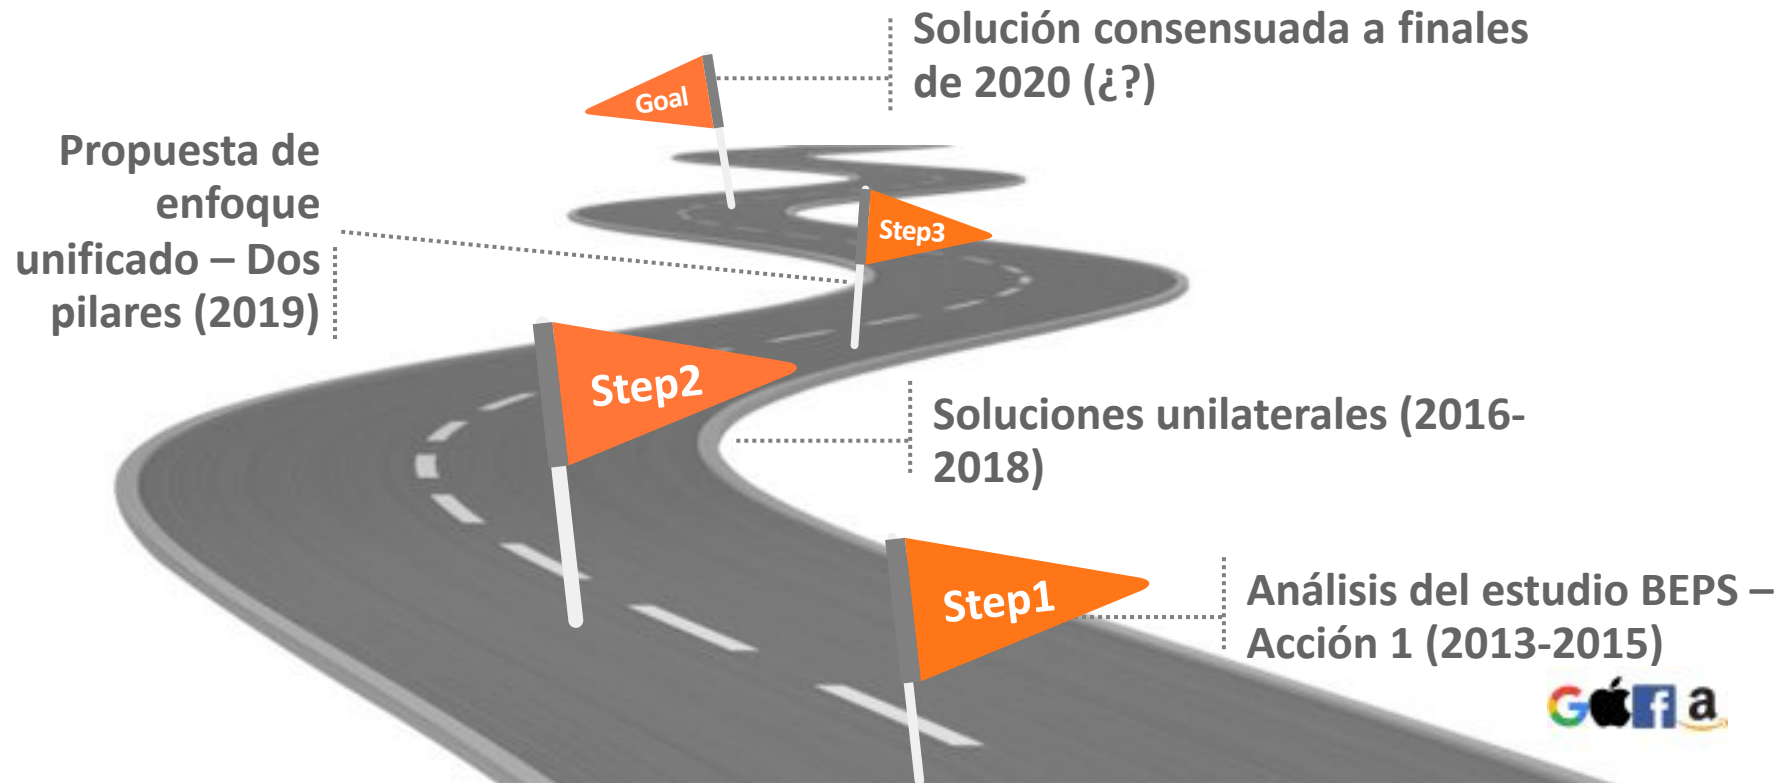 Solución consensuada a finales
de 2020 (¿?)
Goal
Propuesta de
enfoque
unificado – Dos
pilares (2019)
Step3
Step2
Soluciones unilaterales (2016-
2018)
Step1
Análisis del estudio BEPS –
Acción 1 (2013-2015)
G f a